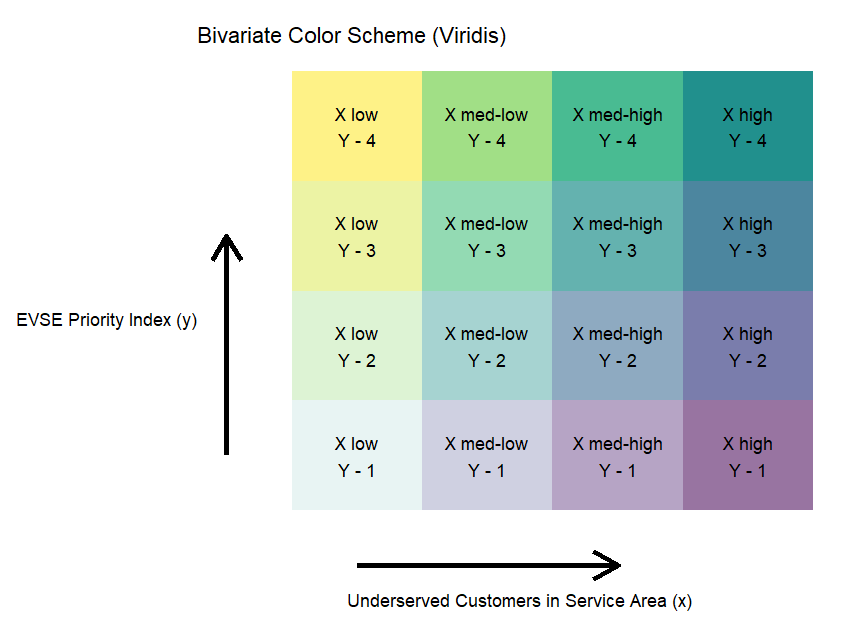 Bivariate Color Scheme (Viridis)
X low X med-low X med-high X high
Y - 4 Y - 4 Y - 4 Y - 4
X low X med-low X med-high X high
Y - 3 Y - 3 Y - 3 Y - 3
EVSE Priority Index (y)
X low X med-low X med-high X high
Y - 2 Y - 2 Y - 2 Y - 2
X low X med-low X med-high X high
Y - 1 Y - 1 Y - 1 Y - 1
Underserved Customers in Service Area (x)